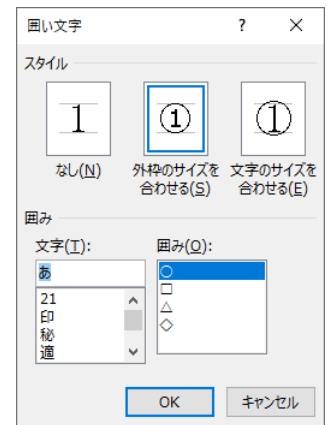 囲い文字 ? ×
スタイル
1 ① ①
なし(N) 外枠のサイズを合わせる(S) 文字のサイズを合わせる(E)
囲み
文字(T): 囲み(O):
あ ○
21 □
印 △
秘 ◇
適
OK キャンセル